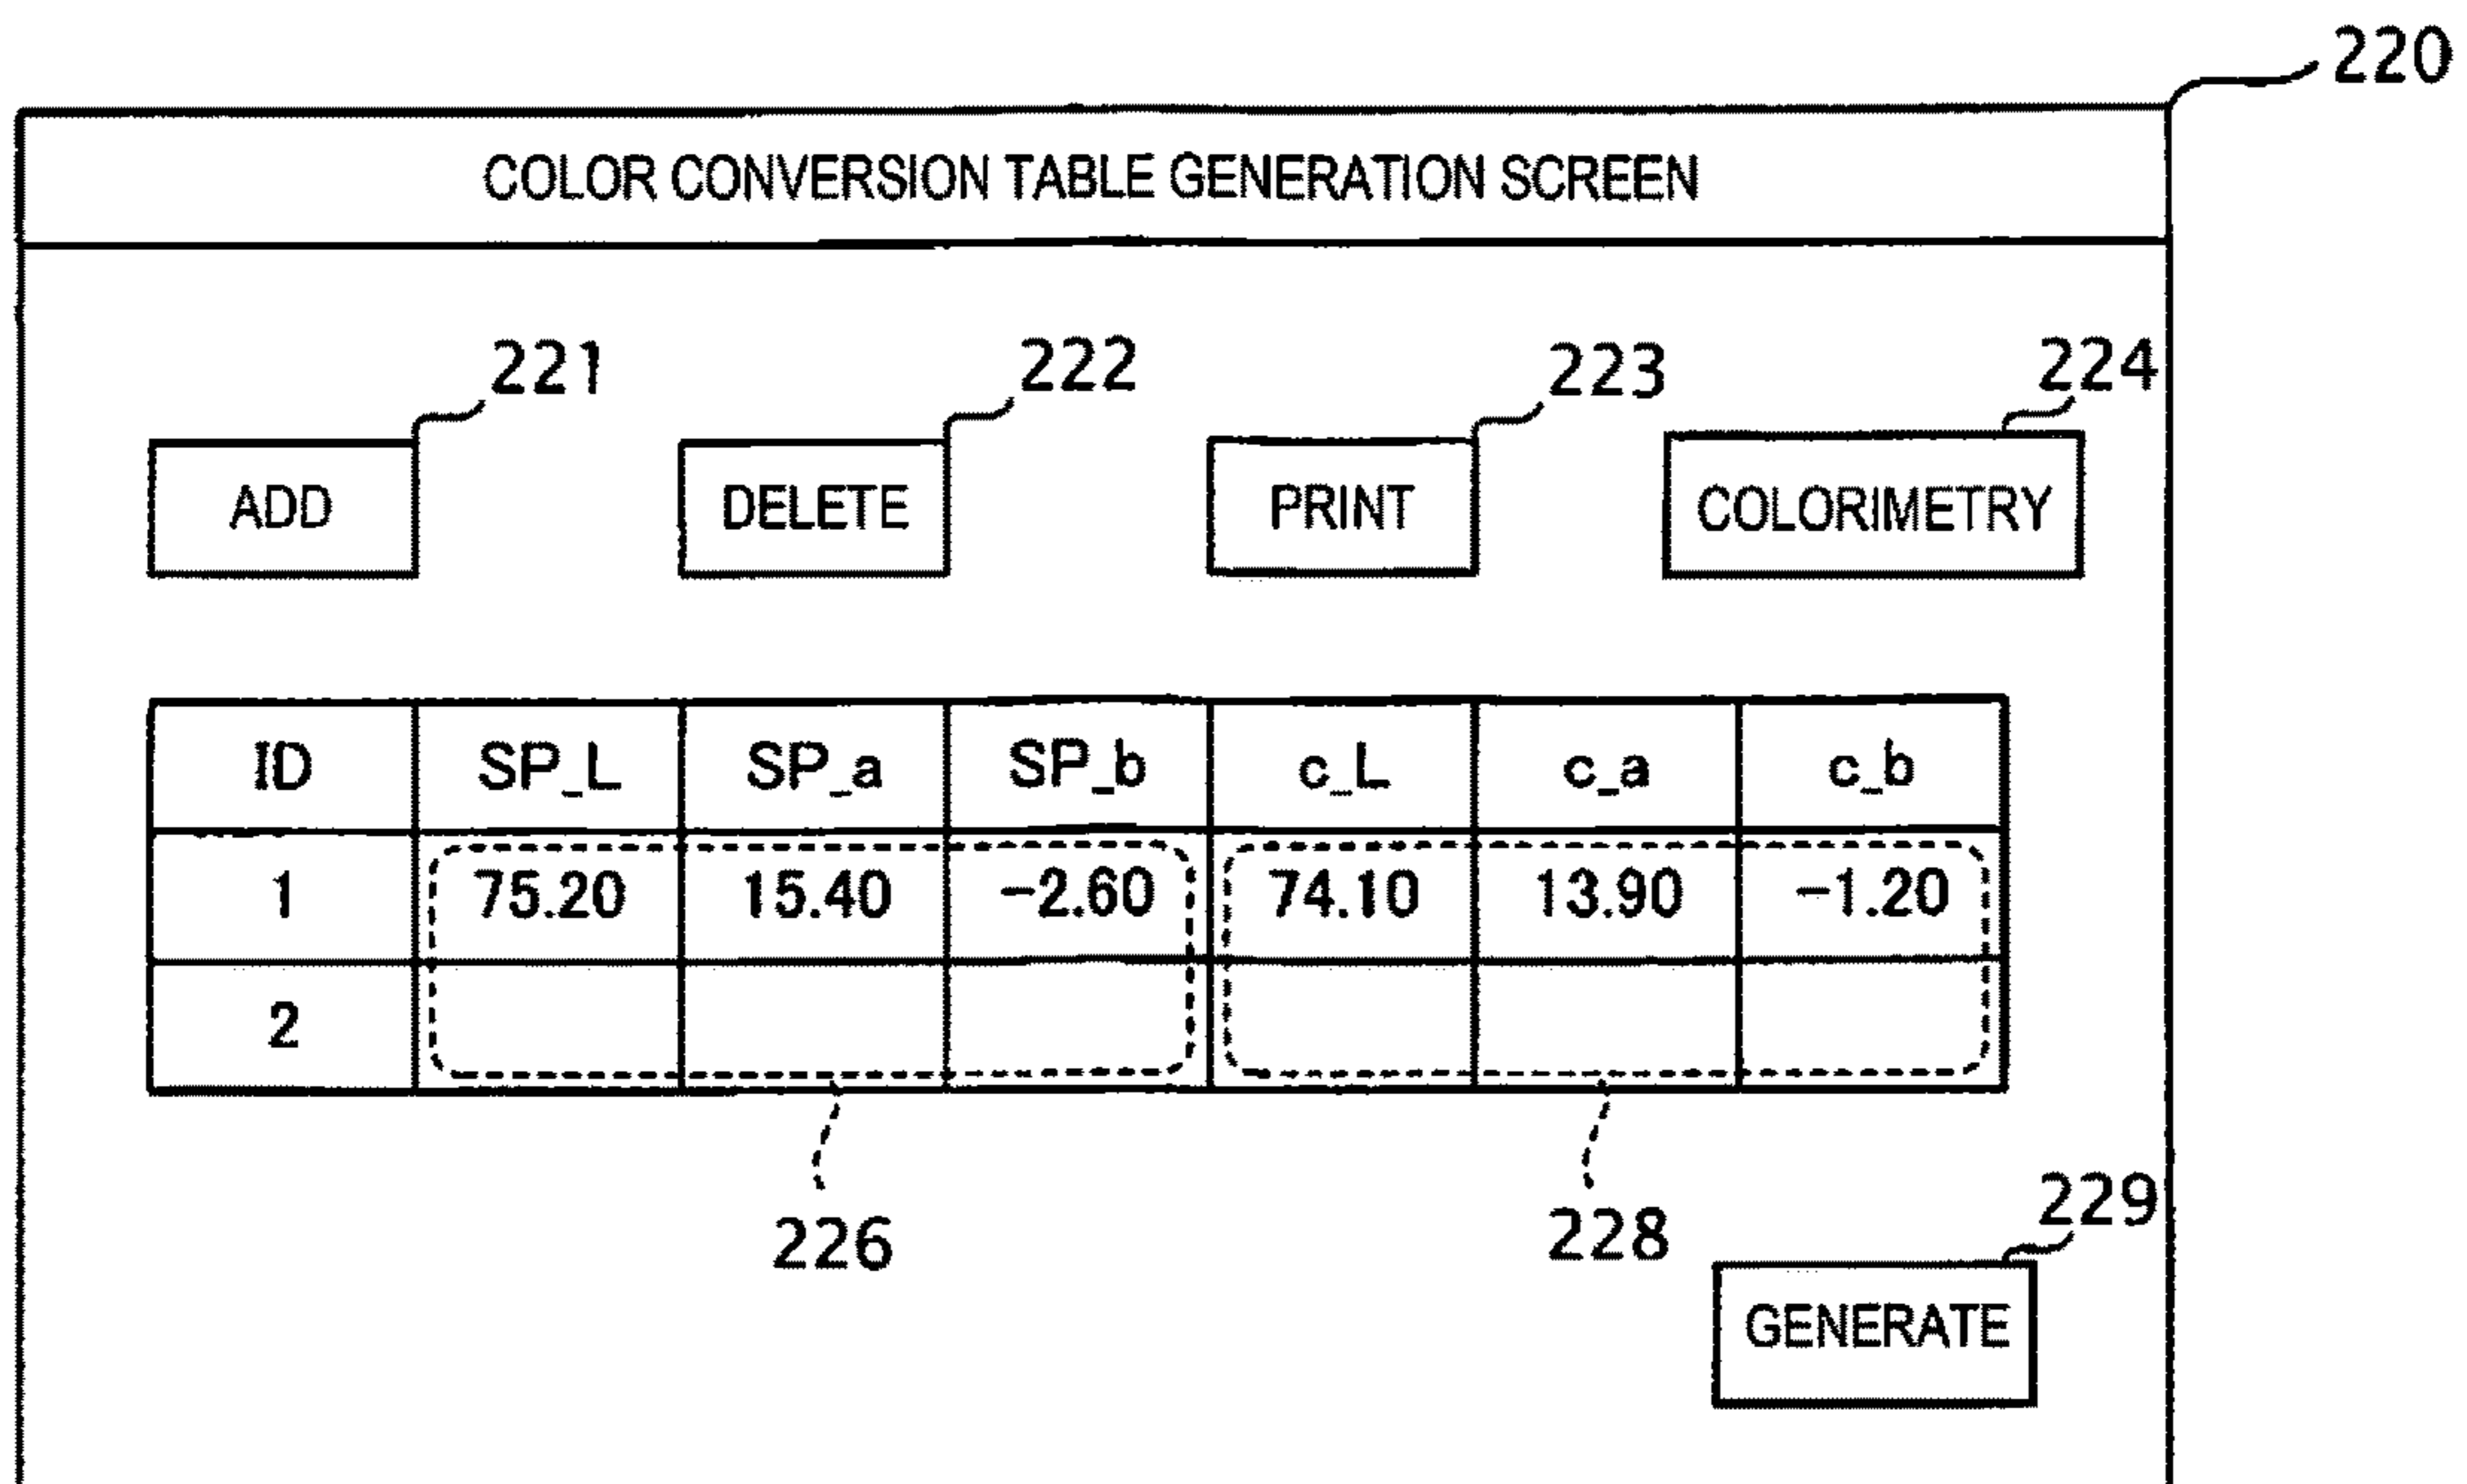 220
COLOR CONVERSION TABLE GENERATION SCREEN
221 222 223 224
ADD DELETE PRINT COLORIMETRY
ID SP_L SP_a SP_b c_L c_a c_b
1 75.20 15.40 -2.60 74.10 13.90 -1.20
2
226 228 229
GENERATE